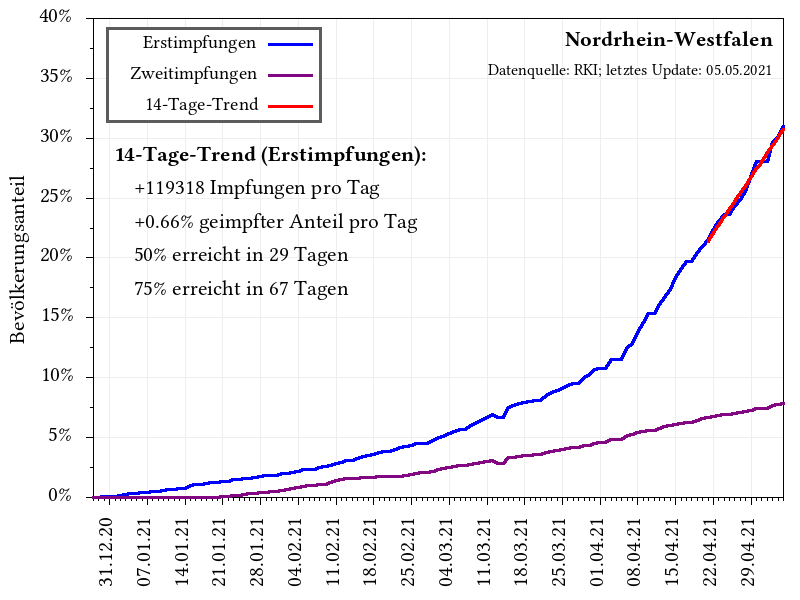 40%
35%
30%
25%
20%
15%
10%
5%
0%
Bevölkerungsanteil
Erstimpfungen
Zweitimpfungen
14-Tage-Trend
Nordrhein-Westfalen
Datenquelle: RKI; letztes Update: 05.05.2021
14-Tage-Trend (Erstimpfungen):
+119318 Impfungen pro Tag
+0.66% geimpfter Anteil pro Tag
50% erreicht in 29 Tagen
75% erreicht in 67 Tagen
31.12.20
07.01.21
14.01.21
21.01.21
28.01.21
04.02.21
11.02.21
18.02.21
25.02.21
04.03.21
11.03.21
18.03.21
25.03.21
01.04.21
08.04.21
15.04.21
22.04.21
29.04.21